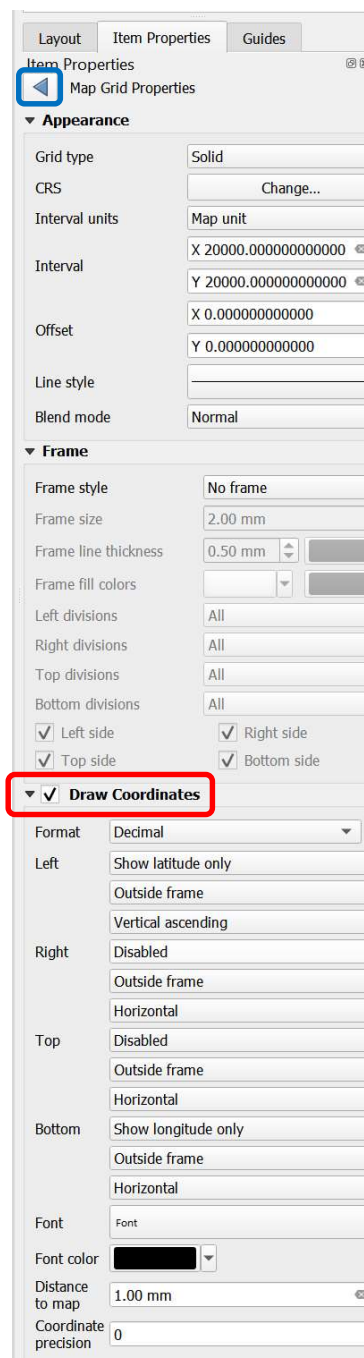 Layout Item Properties Guides
Item Properties
Map Grid Properties
Appearance
Grid type Solid
CRS Change...
Interval units Map unit
Interval
X 20000.000000000000
Y 20000.000000000000
Offset
X 0.000000000000
Y 0.000000000000
Line style
Blend mode Normal
Frame
Frame style No frame
Frame size 2.00 mm
Frame line thickness 0.50 mm
Frame fill colors
Left divisions All
Right divisions All
Top divisions All
Bottom divisions All
Left side Right side
Top side Bottom side
Draw Coordinates
Format Decimal
Left Show latitude only
Outside frame
Vertical ascending
Right Disabled
Outside frame
Horizontal
Top Disabled
Outside frame
Horizontal
Bottom Show longitude only
Outside frame
Horizontal
Font Font
Font color
Distance
to map 1.00 mm
Coordinate
precision 0